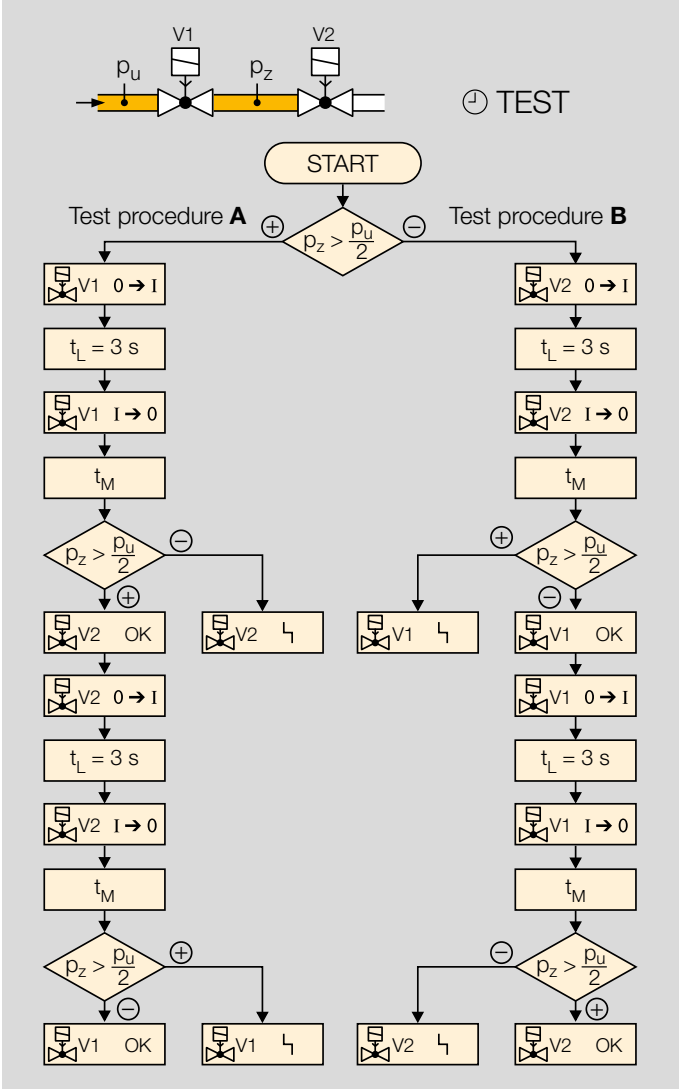 V1 V2
pu pz
TEST
START
Test procedure A + − Test procedure B
pz > pu/2
V1 0 → I
tL = 3 s
V1 I → 0
tM
pz > pu/2
−
+
V2 OK
V2
V2 0 → I
tL = 3 s
V2 I → 0
tM
pz > pu/2
+
−
V1 OK
V1
V2 0 → I
tL = 3 s
V2 I → 0
tM
pz > pu/2
+
−
V1
V1 OK
V1 0 → I
tL = 3 s
V1 I → 0
tM
pz > pu/2
−
+
V2
V2 OK